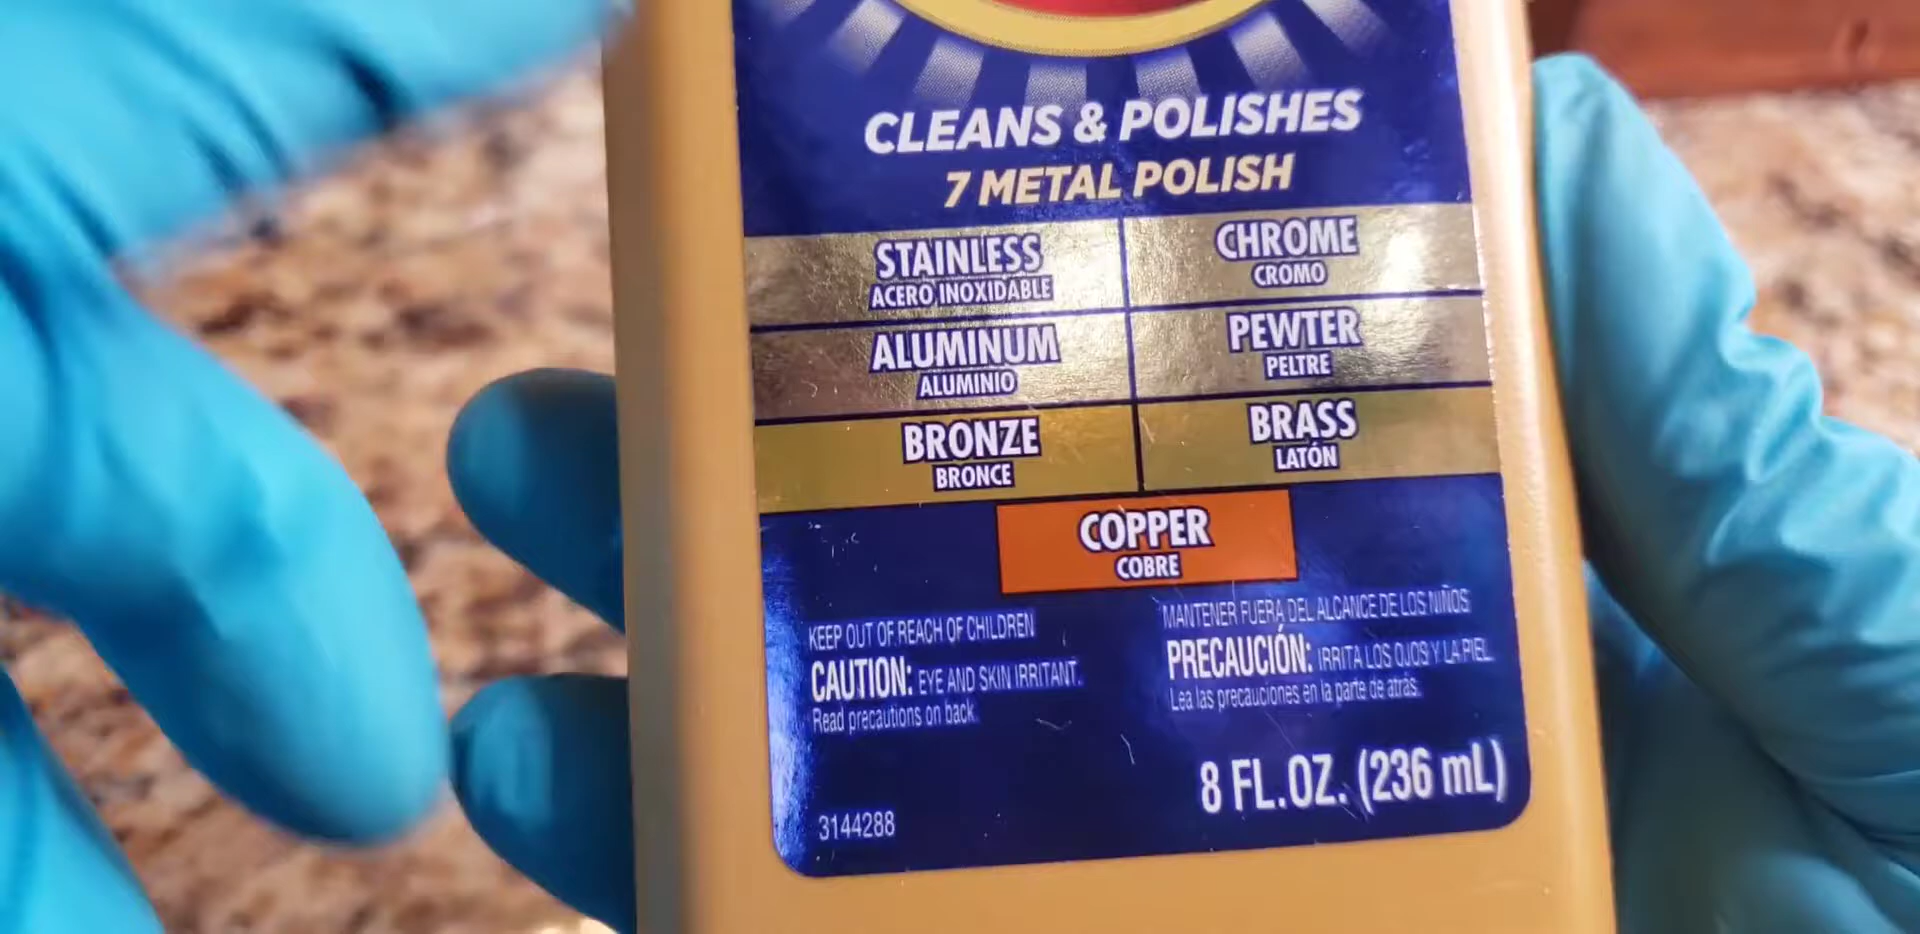 CLEANS & POLISHES
7 METAL POLISH
STAINLESS
ACERO INOXIDABLE
CHROME
CROMO
ALUMINUM
ALUMINIO
PEWTER
PELTRE
BRONZE
BRONCE
BRASS
LATÓN
COPPER
COBRE
KEEP OUT OF REACH OF CHILDREN
CAUTION: EYE AND SKIN IRRITANT.
Read precautions on back.
MANTENER FUERA DEL ALCANCE DE LOS NIÑOS
PRECAUCIÓN: IRRITA LOS OJOS Y LA PIEL
Lea las precauciones en la parte de atrás.
8 FL.OZ. (236 mL)
3144288